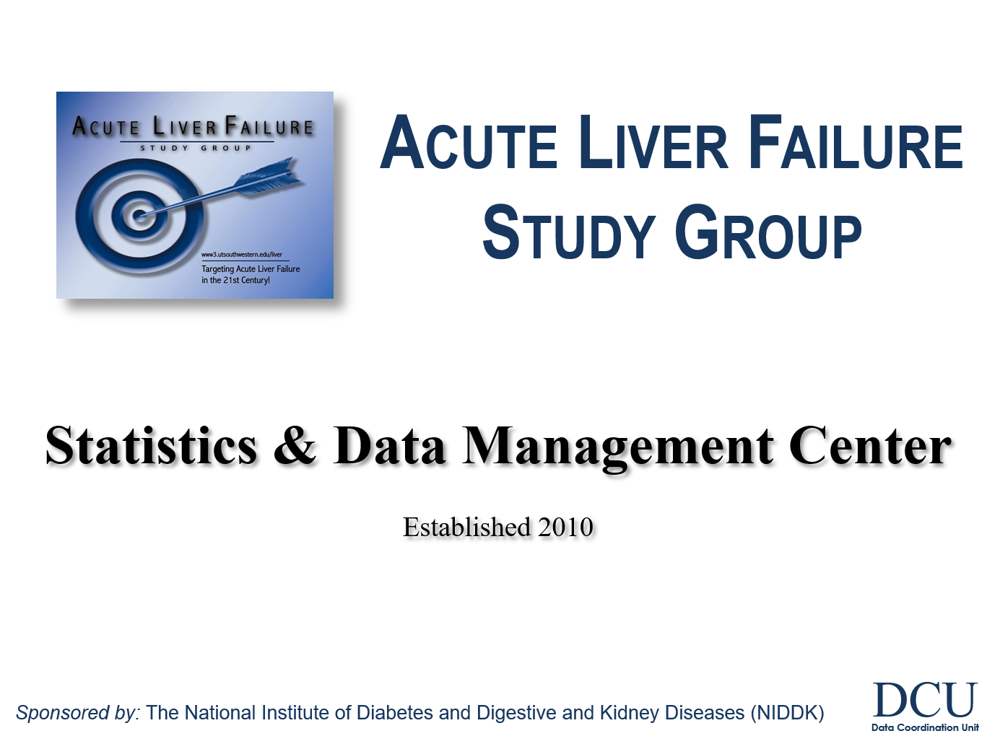 ACUTE LIVER FAILURE
STUDY GROUP
www3.utsouthwestern.edu/liver
Targeting Acute Liver Failure
in the 21st Century!
ACUTE LIVER FAILURE
STUDY GROUP
Statistics & Data Management Center
Established 2010
Sponsored by: The National Institute of Diabetes and Digestive and Kidney Diseases (NIDDK)
DCU
Data Coordination Unit